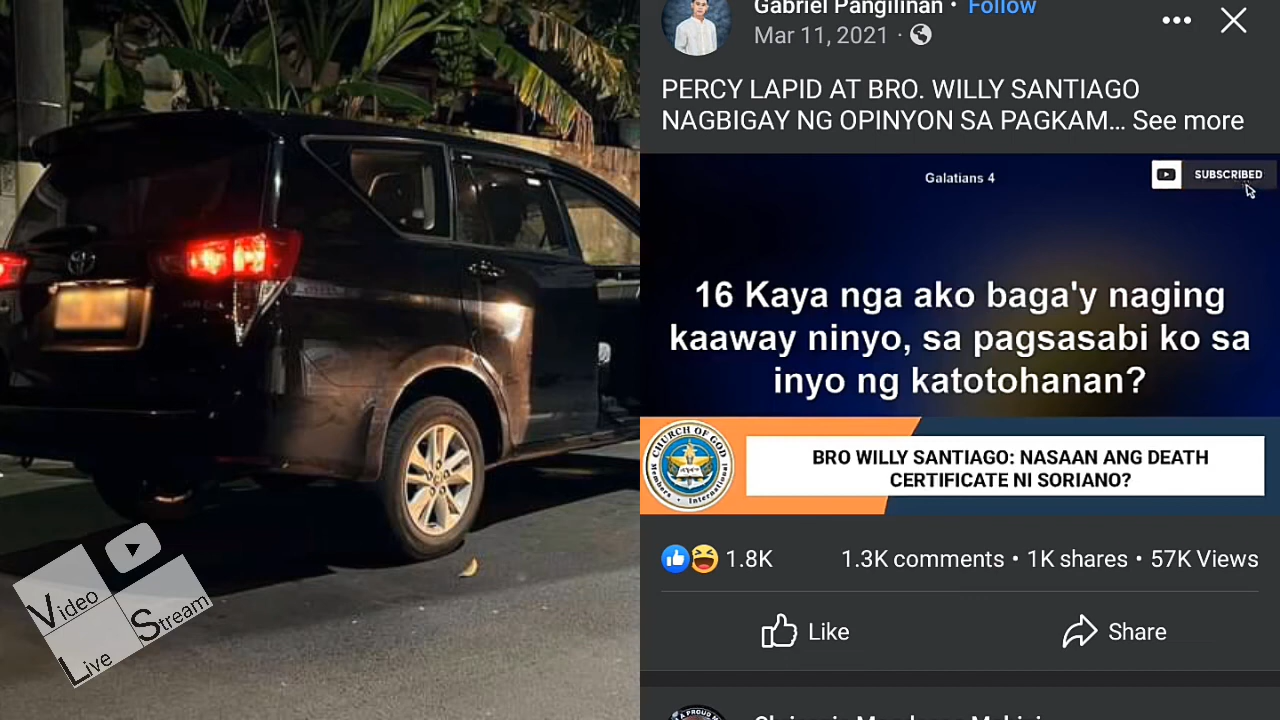 Video
Live
Stream
Gabriel Pangilinan • Follow
Mar 11, 2021 ·
PERCY LAPID AT BRO. WILLY SANTIAGO
NAGBIGAY NG OPINYON SA PAGKAM... See more
Galatians 4
SUBSCRIBED
16 Kaya nga ako baga'y naging
kaaway ninyo, sa pagsasabi ko sa
inyo ng katotohanan?
CHURCH OF GOD
Members • International
BRO WILLY SANTIAGO: NASAAN ANG DEATH
CERTIFICATE NI SORIANO?
1.8K 1.3K comments • 1K shares • 57K Views
Like Share